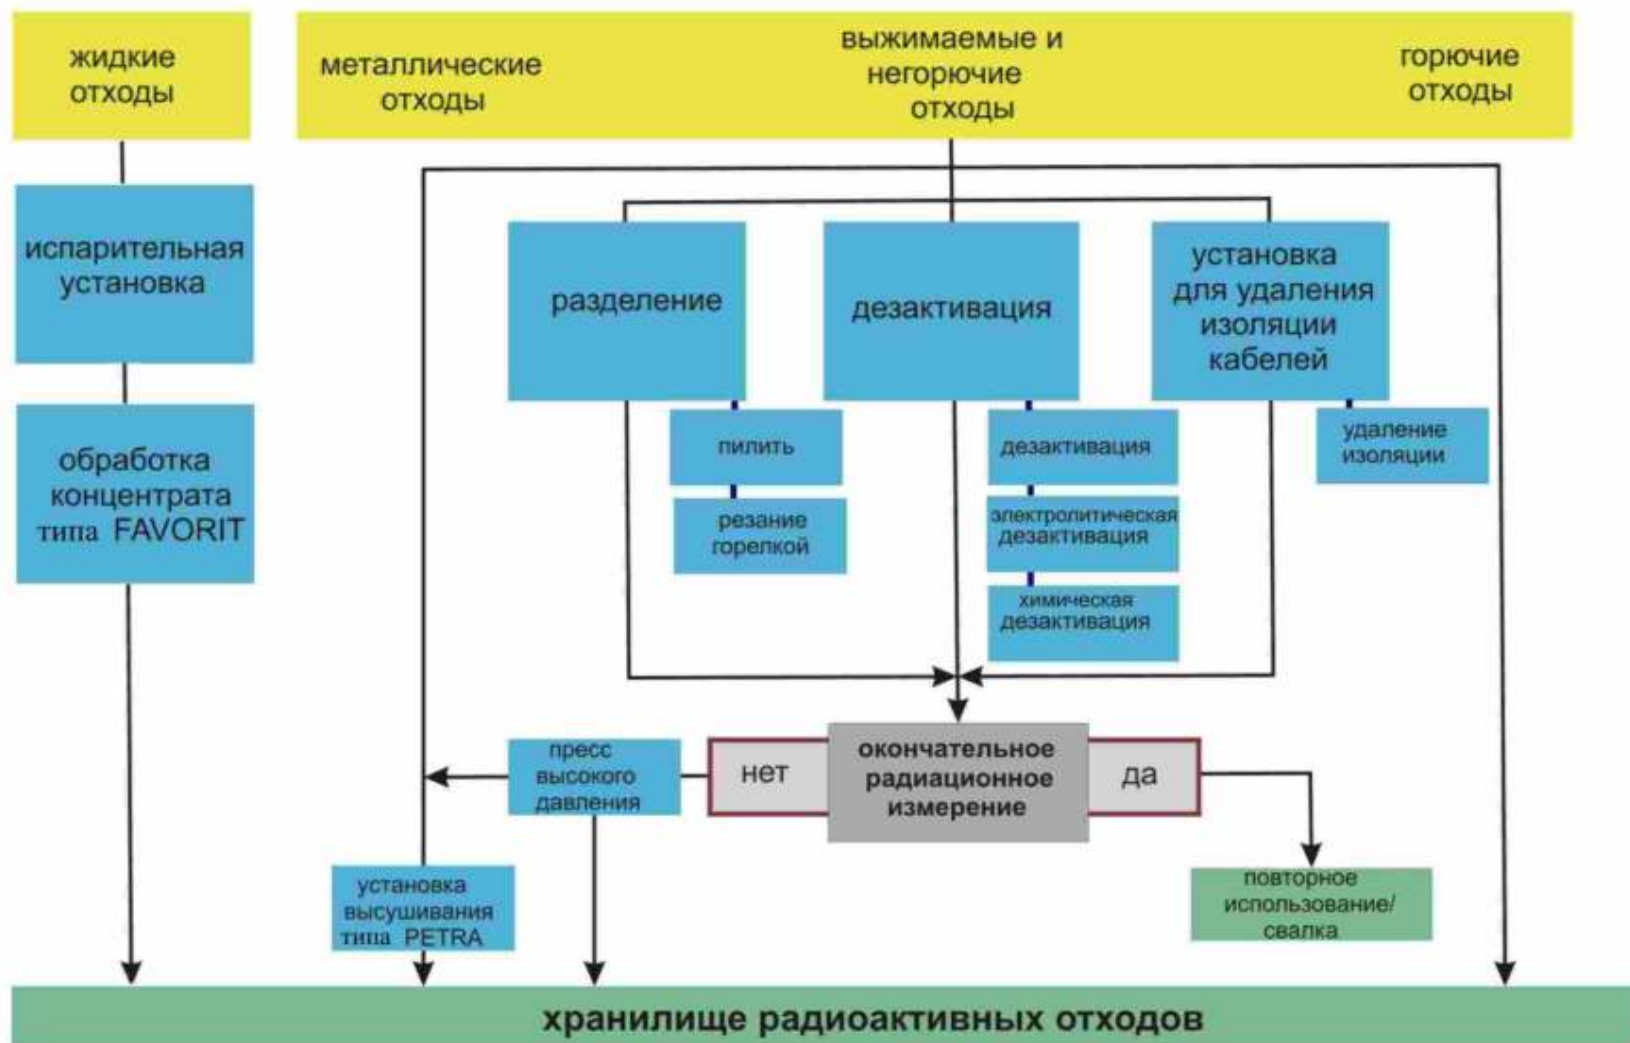 жидкие
отходы
металлические
отходы
выжимаемые и
негорючие
отходы
горючие
отходы
испарительная
установка
обработка
концентрата
типа FAVORIT
разделение
дезактивация
установка
для удаления
изоляции
кабелей
пилить
резание
горелкой
дезактивация
электролитическая
дезактивация
химическая
дезактивация
удаление
изоляции
пресс
высокого
давления
нет
окончательное
радиационное
измерение
да
установка
высушивания
типа PETRA
повторное
использование/
свалка
хранилище радиоактивных отходов